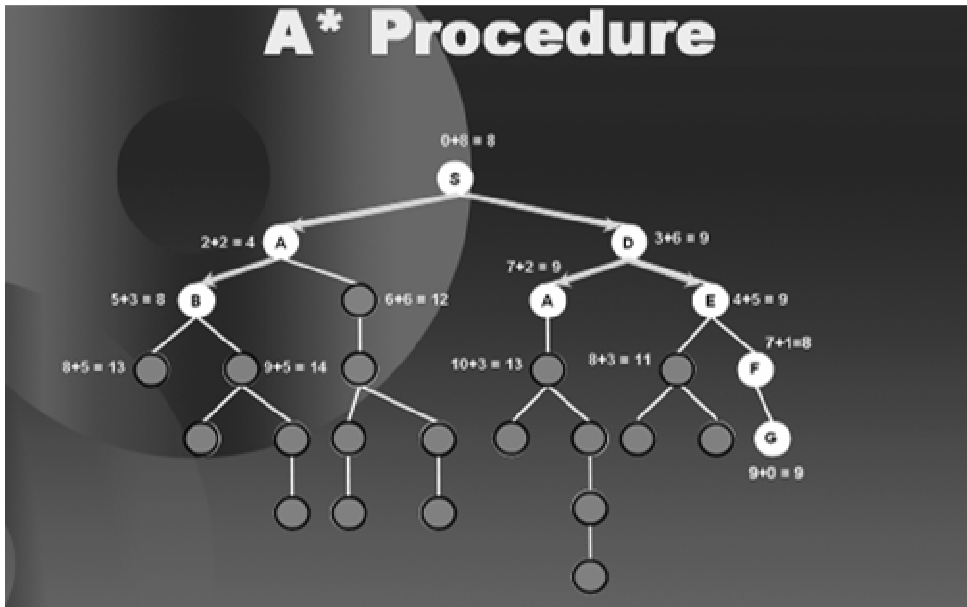 A* Procedure
0+8 = 8
S
2+2 = 4
A
D
3+6 = 9
7+2 = 9
5+3 = 8
B
6+6 = 12
A
E
4+5 = 9
7+1=8
8+5 = 13
9+5 = 14
10+3 = 13
8+3 = 11
F
G
9+0 = 9